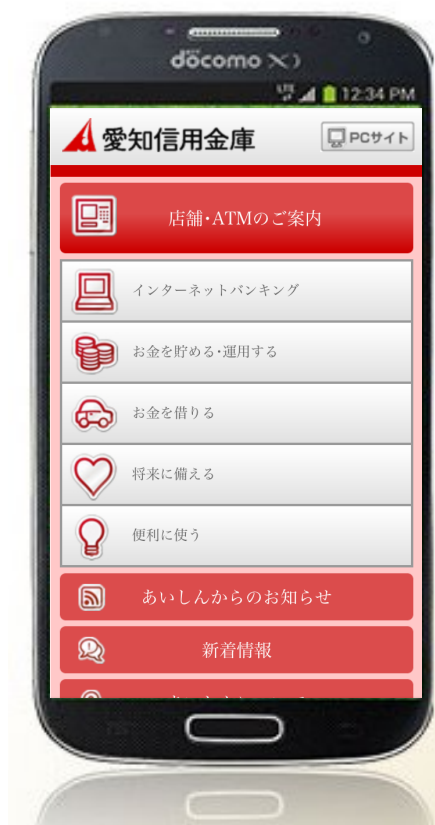 döcomo Xi
LTE 12:34 PM
愛知信用金庫
PCサイト
店舗・ATMのご案内
インターネットバンキング
お金を貯める・運用する
お金を借りる
将来に備える
便利に使う
あいしんからのお知らせ
新着情報